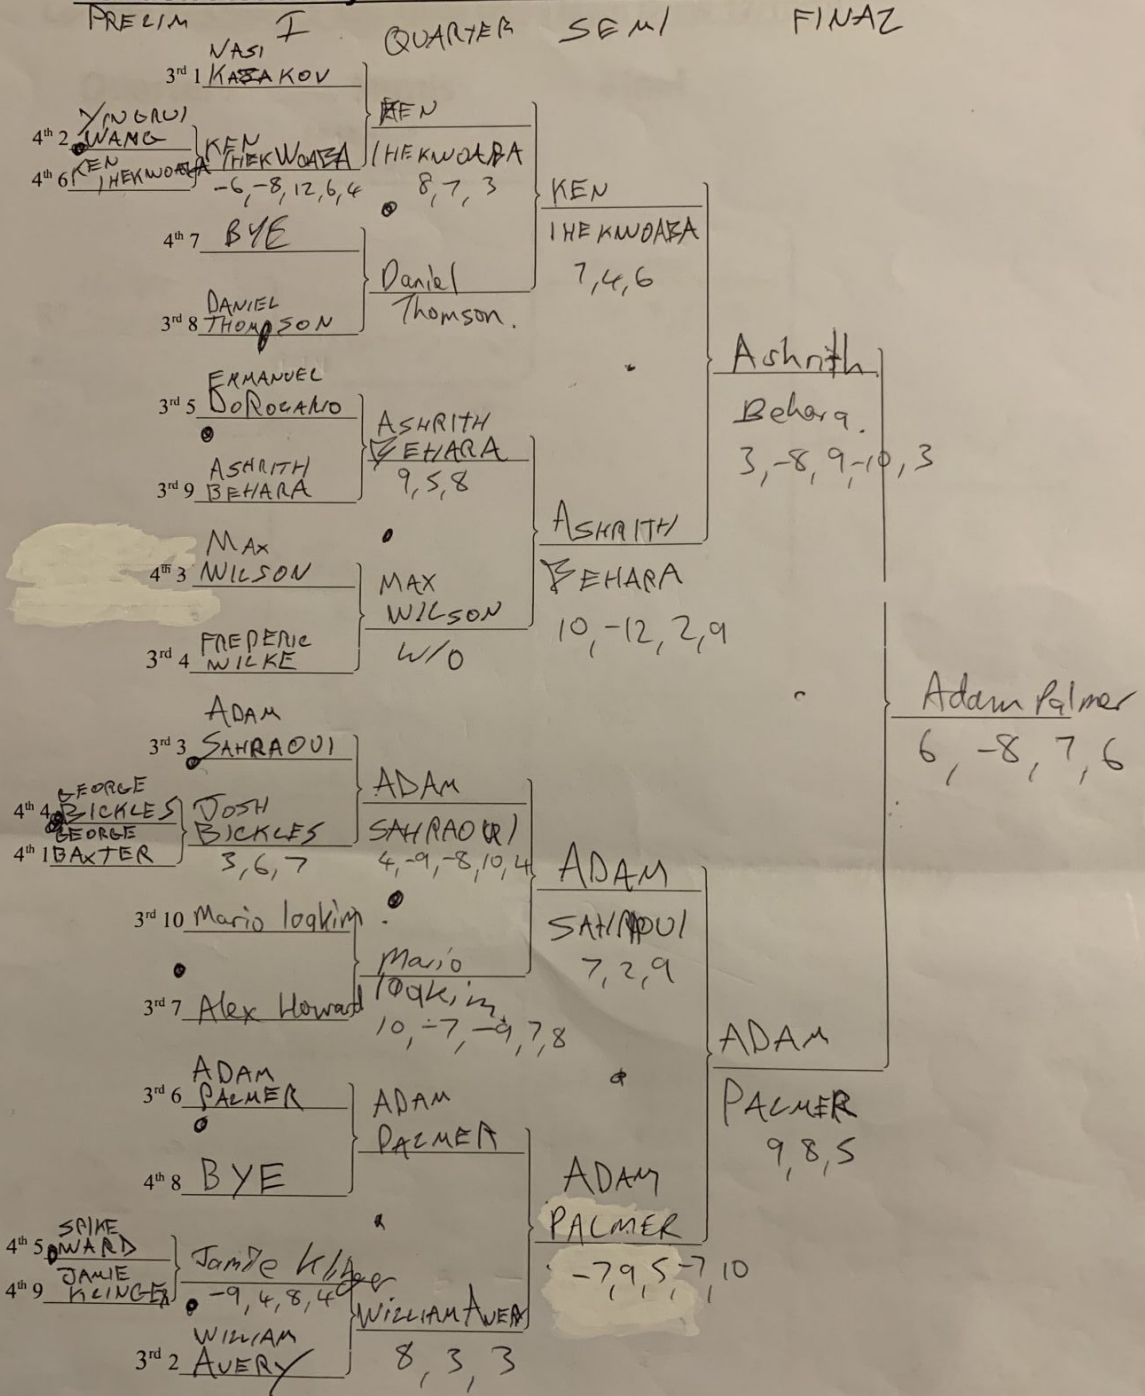 PRELIM I QUARTER SEMI FINAL
NASI
3rd 1 KAZAKOV
YINGRUI
4th 2 WANG
KEN
4th 6 IHEKWOABA
KEN
IHEKWOABA
-6, -8, 12, 6, 4
KEN
IHEKWOABA
8, 7, 3
4th 7 BYE
DANIEL
3rd 8 THOMPSON
Daniel
Thomson.
KEN
IHEKWOABA
7, 4, 6
ERMANUEL
3rd 5 DOROCANO
ASHRITH
3rd 9 BEHARA
ASHRITH
BEHARA
9, 5, 8
MAX
4th 3 WILSON
FREDERIC
3rd 4 WILKE
MAX
WILSON
W/O
ASHRITH
BEHARA
10, -12, 2, 9
Ashrith
Behara.
3, -8, 9, -10, 3
ADAM
3rd 3 SAHRAOUI
GEORGE
4th 4 BICKLES
GEORGE
4th 1 BAXTER
JOSH
BICKLES
3, 6, 7
ADAM
SAHRAOUI
4, -9, -8, 10, 4
3rd 10 Mario Ioakim
3rd 7 Alex Howard
Mario
Ioakim
10, -7, -9, 7, 8
ADAM
SAHRAOUI
7, 2, 9
ADAM
3rd 6 PALMER
4th 8 BYE
ADAM
PALMER
SPIKE
4th 5 WARD
JAMIE
4th 9 KLINGER
Jamie Klinger
-9, 4, 8, 4
WILLIAM
3rd 2 AVERY
WILLIAM AVERY
8, 3, 3
ADAM
PALMER
-7, 9, 5, -7, 10
ADAM
PALMER
9, 8, 5
Adam Palmer
6, -8, 7, 6